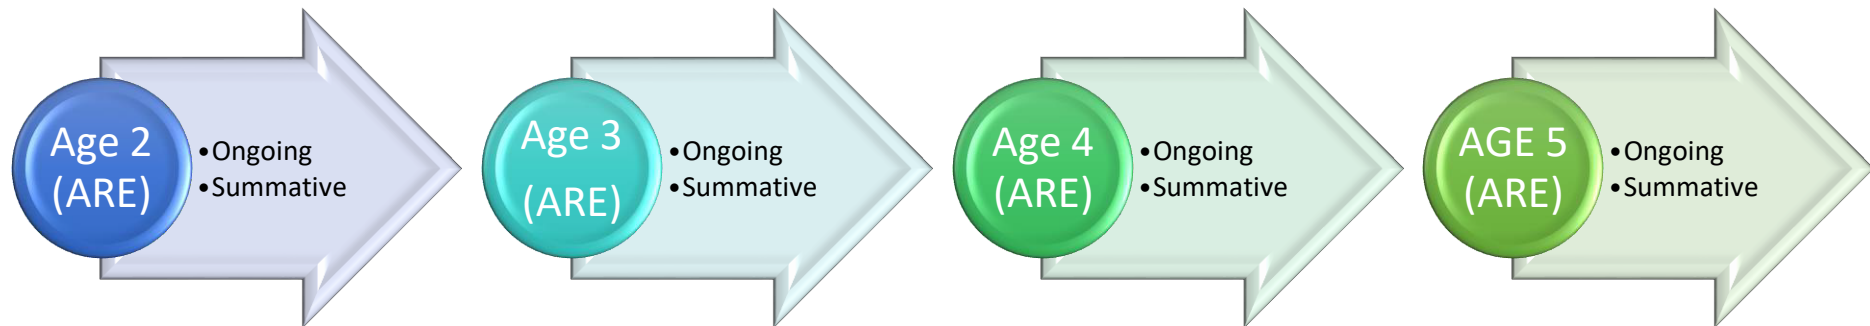 Age 2
(ARE)
•Ongoing
•Summative
Age 3
(ARE)
•Ongoing
•Summative
Age 4
(ARE)
•Ongoing
•Summative
AGE 5
(ARE)
•Ongoing
•Summative